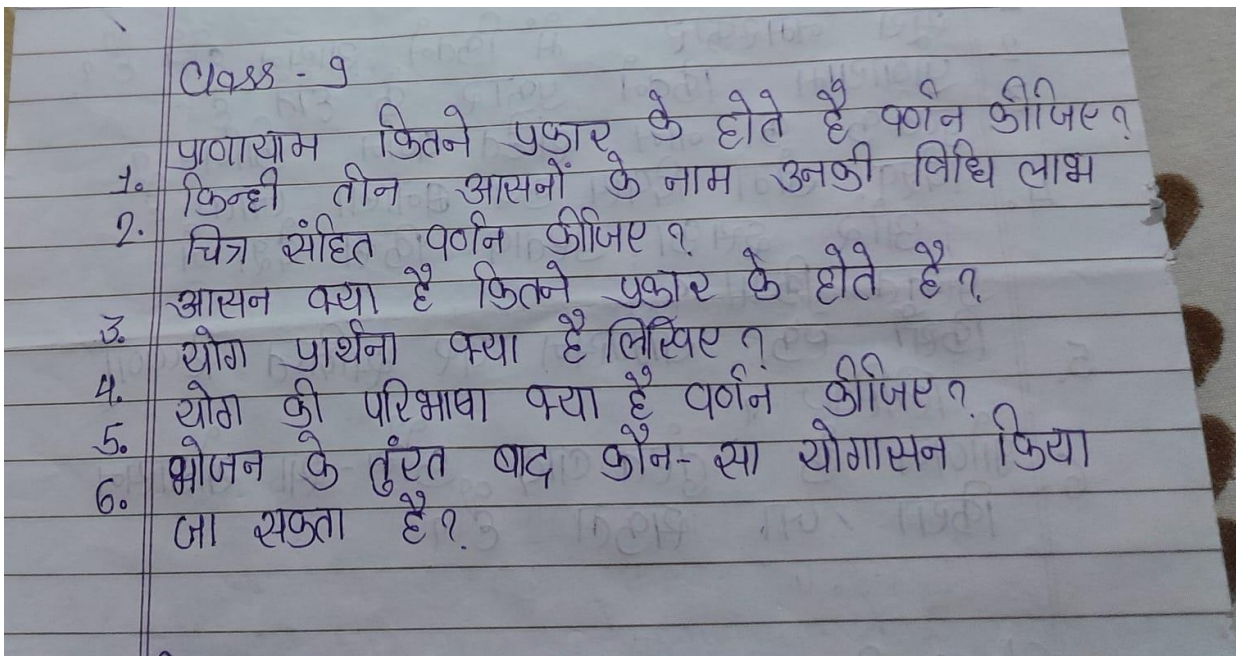 Class - 9
1. प्राणायाम कितने प्रकार के होते है वर्णन कीजिए?
2. किन्ही तीन आसनों के नाम उनकी विधि लाभ
चित्र संहित वर्णन कीजिए?
3. आसन क्या है कितने प्रकार के होते है?
4. योग प्रार्थना क्या है लिखिए?
5. योग की परिभाषा क्या है वर्णन कीजिए?
6. भोजन के तुंरत बाद कौन-सा योगासन किया
जा सकता है?